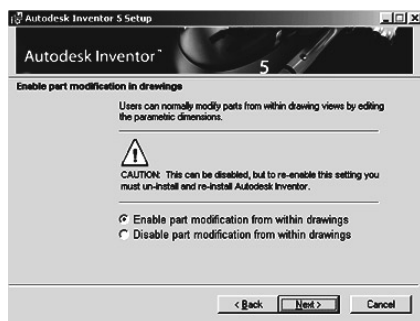 Autodesk Inventor 5 Setup
Autodesk Inventor™
5
Enable part modification in drawings
Users can normally modify parts from within drawing views by editing
the parametric dimensions.
CAUTION: This can be disabled, but to re-enable this setting you
must un-install and re-install Autodesk Inventor.
Enable part modification from within drawings
Disable part modification from within drawings
< Back Next > Cancel